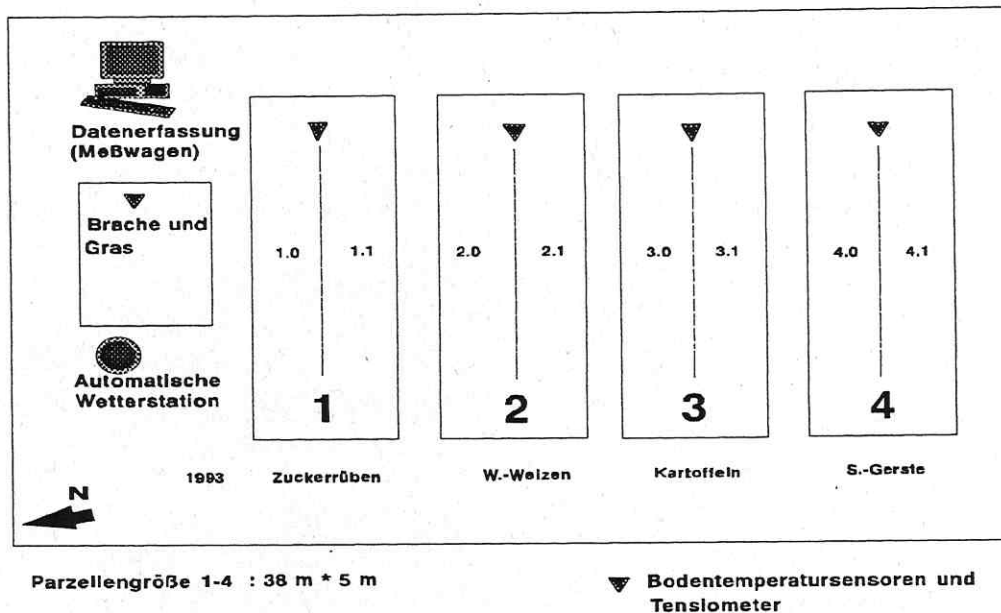 Datenerfassung
(Meßwagen)
Brache und
Gras
Automatische
Wetterstation
1.0 1.1
2.0 2.1
3.0 3.1
4.0 4.1
1
2
3
4
1993 Zuckerrüben W.-Weizen Kartoffeln S.-Gerste
N
Parzellengröße 1-4 : 38 m * 5 m
Bodentemperatursensoren und
Tensiometer